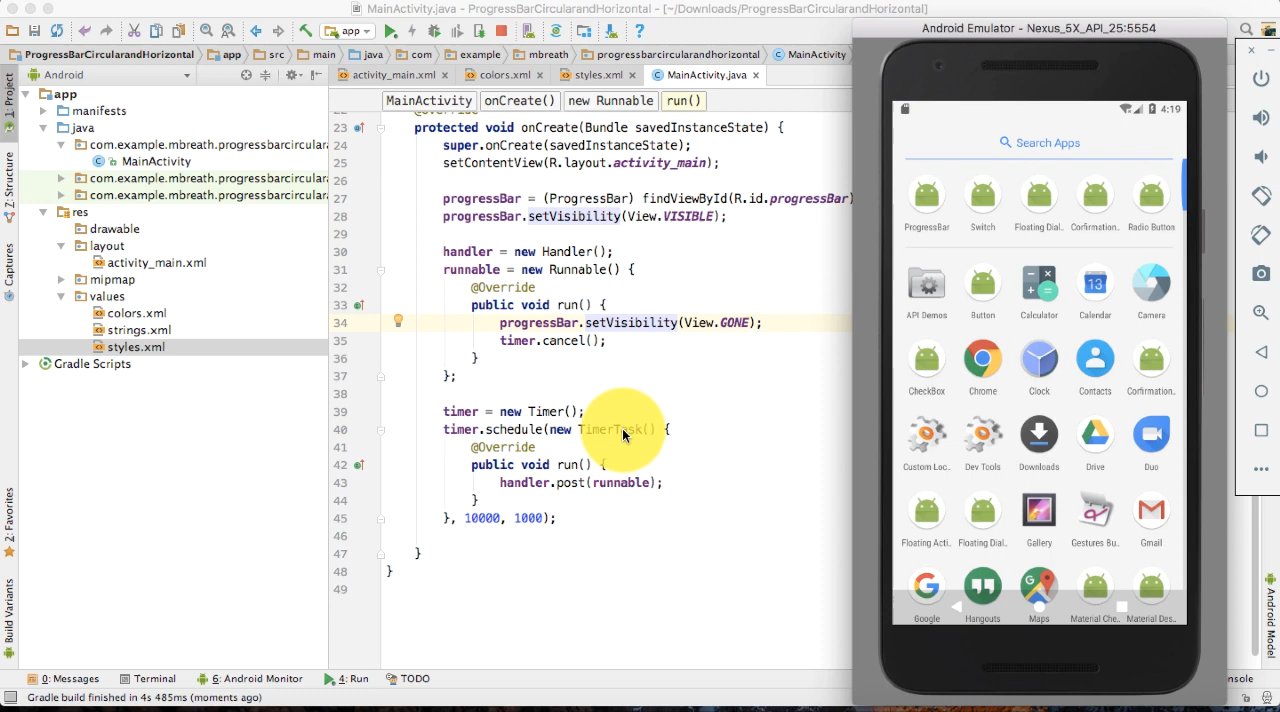 MainActivity.java - ProgressBarCircularandHorizontal - [~/Downloads/ProgressBarCircularandHorizontal]
app
ProgressBarCircularandHorizontal
app
src
main
java
com
example
mbreath
progressbarcircularandhorizontal
MainActivity
Android
activity_main.xml
colors.xml
styles.xml
MainActivity.java
1: Project
Z: Structure
Captures
2: Favorites
Build Variants
app
manifests
java
com.example.mbreath.progressbarcircular
MainActivity
com.example.mbreath.progressbarcircular
com.example.mbreath.progressbarcircular
res
drawable
layout
activity_main.xml
mipmap
values
colors.xml
strings.xml
styles.xml
Gradle Scripts
MainActivity
onCreate()
new Runnable
run()
@Override
23 protected void onCreate(Bundle savedInstanceState) {
24 super.onCreate(savedInstanceState);
25 setContentView(R.layout.activity_main);
26
27 progressBar = (ProgressBar) findViewById(R.id.progressBar)
28 progressBar.setVisibility(View.VISIBLE);
29
30 handler = new Handler();
31 runnable = new Runnable() {
32 @Override
33 public void run() {
34 progressBar.setVisibility(View.GONE);
35 timer.cancel();
36 }
37 };
38
39 timer = new Timer();
40 timer.schedule(new TimerTask() {
41 @Override
42 public void run() {
43 handler.post(runnable);
44 }
45 }, 10000, 1000);
46
47 }
48 }
49
Android Emulator - Nexus_5X_API_25:5554
4:19
Search Apps
ProgressBar Switch Floating Dial.. Confirmation.. Radio Button
API Demos Button Calculator Calendar Camera
CheckBox Chrome Clock Contacts Confirmation..
Custom Loc.. Dev Tools Downloads Drive Duo
Floating Acti.. Floating Dial.. Gallery Gestures Bu.. Gmail
Google Hangouts Maps Material Che.. Material Des..
Android Model
0: Messages
Terminal
6: Android Monitor
4: Run
TODO
nsole
Gradle build finished in 4s 485ms (moments ago)